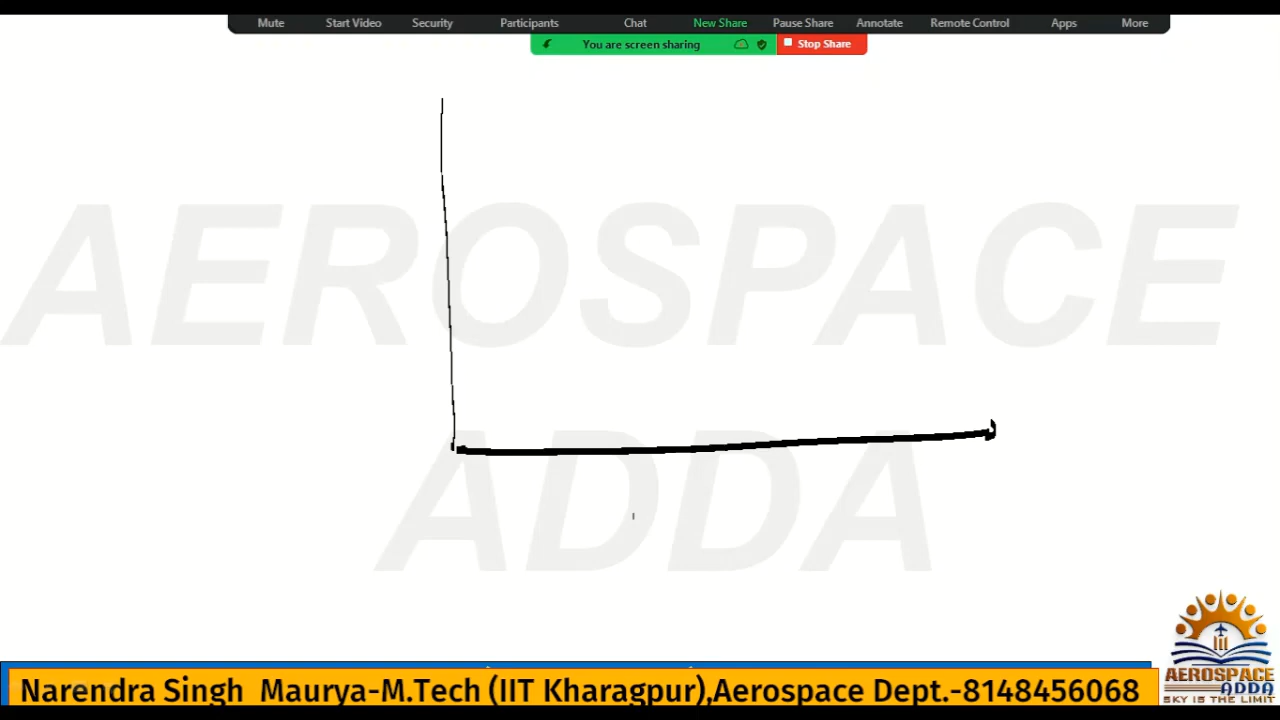 Mute Start Video Security Participants Chat New Share Pause Share Annotate Remote Control Apps More
You are screen sharing Stop Share
AEROSPACE
ADDA
Narendra Singh Maurya-M.Tech (IIT Kharagpur),Aerospace Dept.-8148456068
AEROSPACE
ADDA
SKY IS THE LIMIT